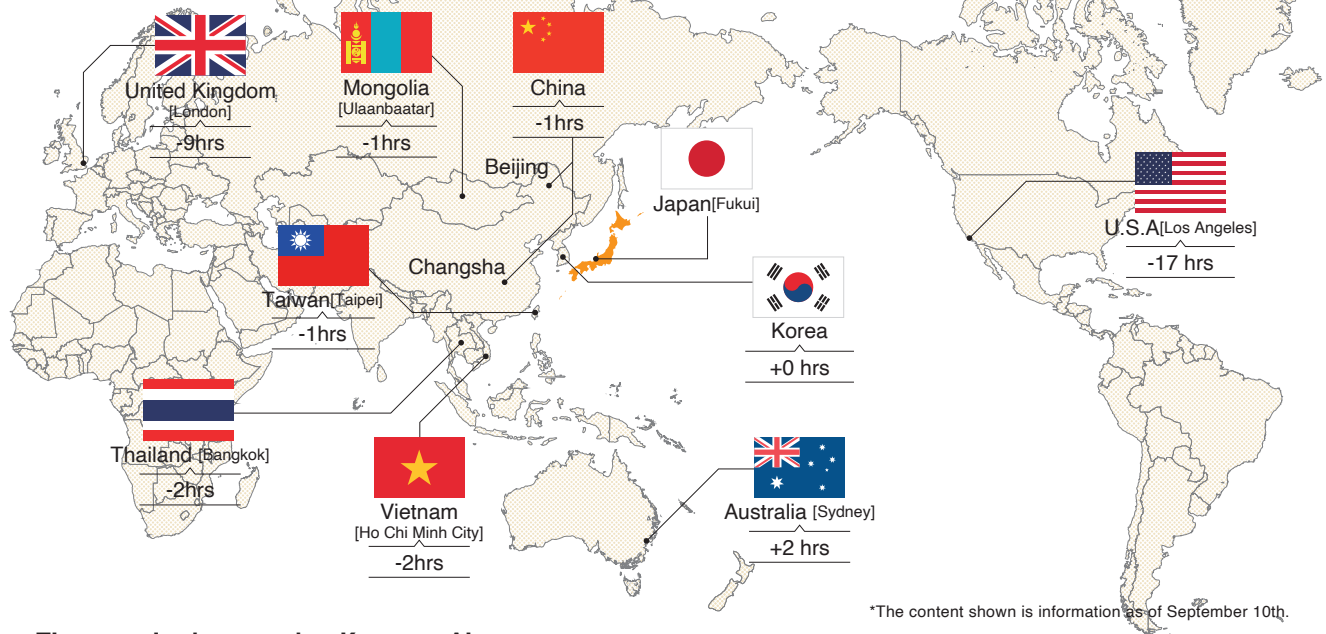 United Kingdom
[London]
-9hrs
Mongolia
[Ulaanbaatar]
-1hrs
China
-1hrs
Beijing
Changsha
Japan[Fukui]
U.S.A[Los Angeles]
-17 hrs
Taiwan[Taipei]
-1hrs
Korea
+0 hrs
Thailand [Bangkok]
-2hrs
Vietnam
[Ho Chi Minh City]
-2hrs
Australia [Sydney]
+2 hrs
*The content shown is information as of September 10th.